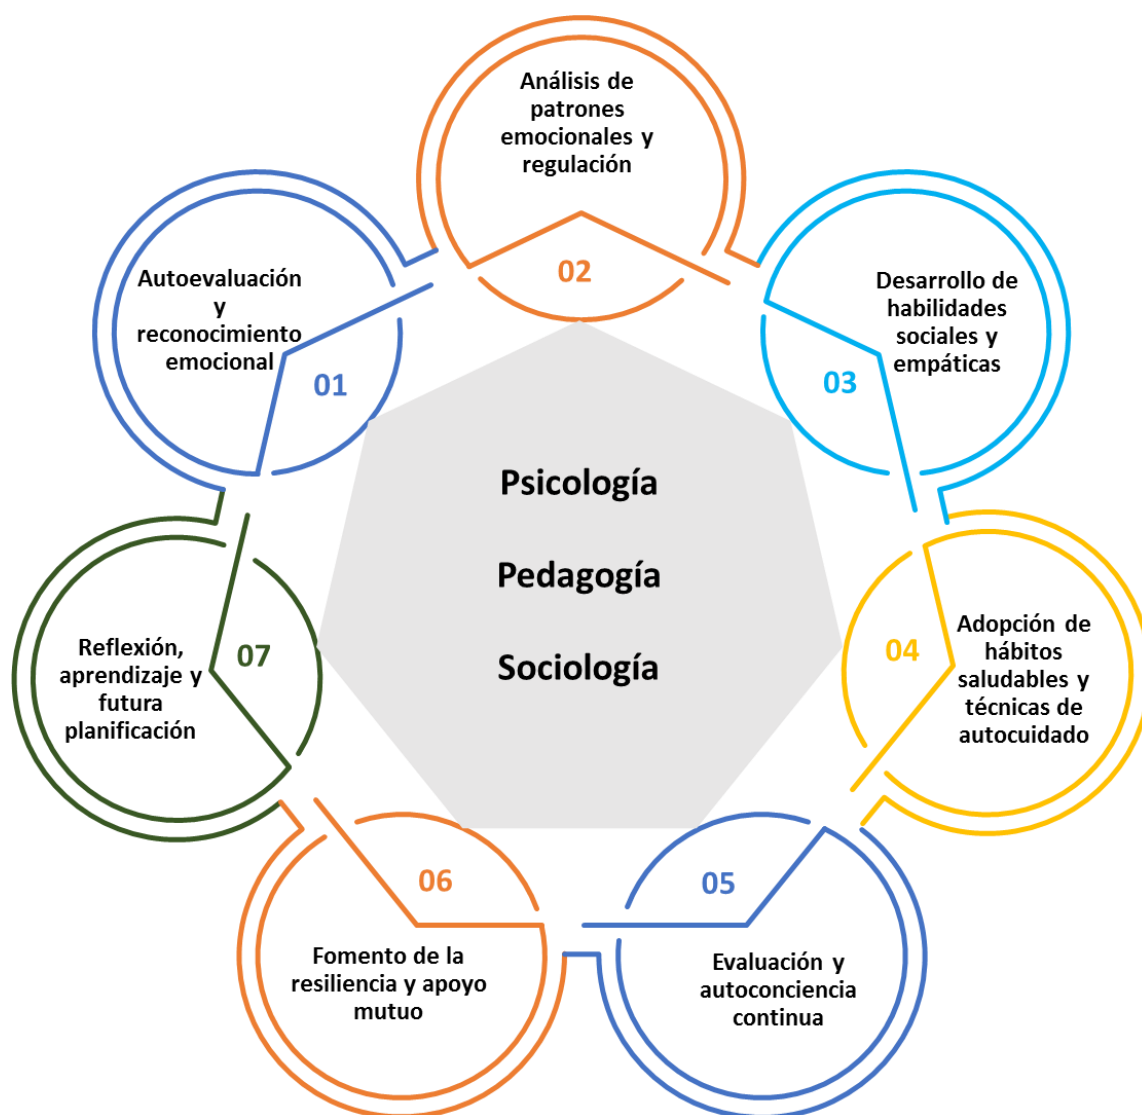 Autoevaluación
y
reconocimiento
emocional
01
Análisis de
patrones
emocionales y
regulación
02
Desarrollo de
habilidades
sociales y
empáticas
03
Adopción de
hábitos
saludables y
técnicas de
autocuidado
04
Evaluación y
autoconciencia
continua
05
Fomento de la
resiliencia y apoyo
mutuo
06
Reflexión,
aprendizaje y
futura
planificación
07
Psicología
Pedagogía
Sociología